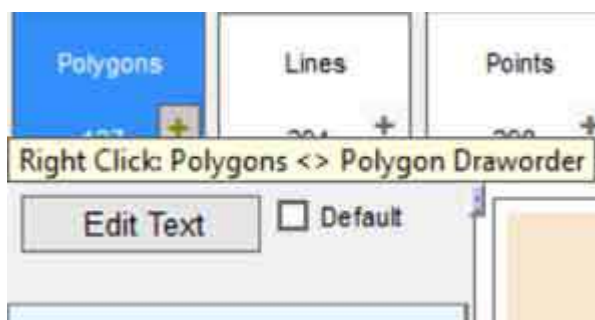 Polygons Lines Points
+ + +
Right Click: Polygons <> Polygon Draworder
Edit Text Default